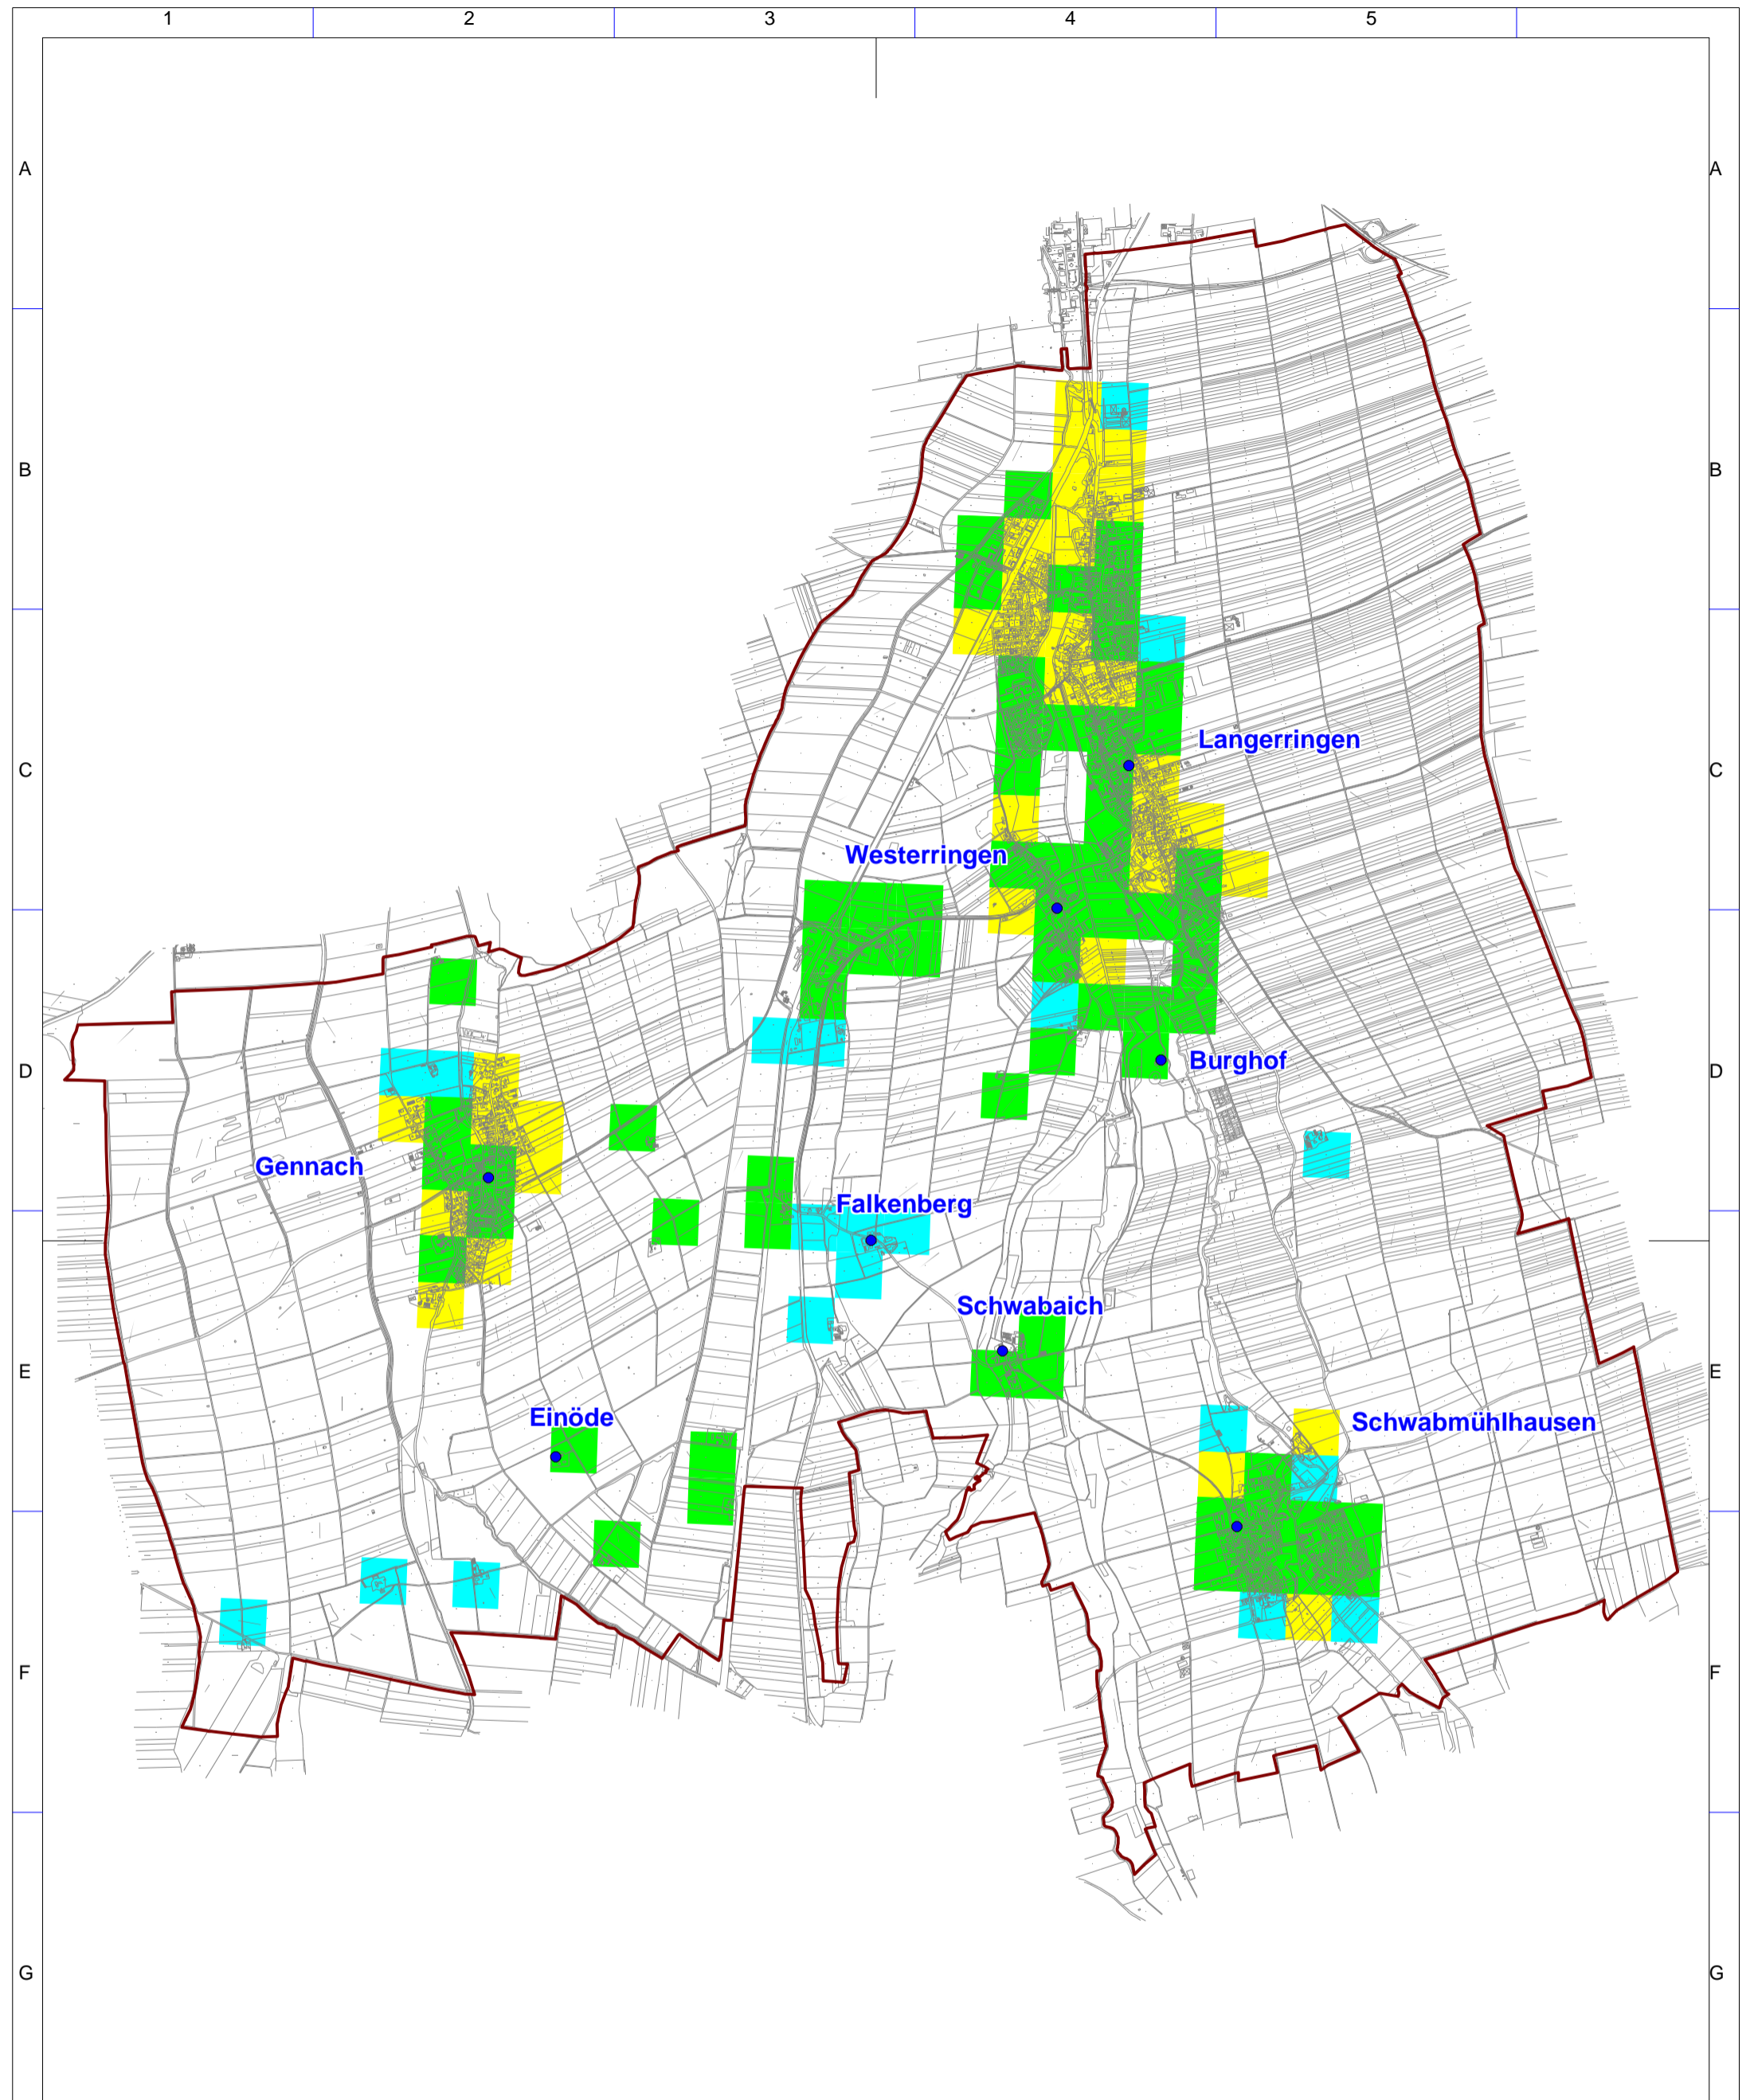 1 2 3 4 5
A A
B B
Langerringen
C C
Westerringen
Burghof
D D
Gennach
Falkenberg
Schwabaich
E E
Einöde
Schwabmühlhausen
F F
G G